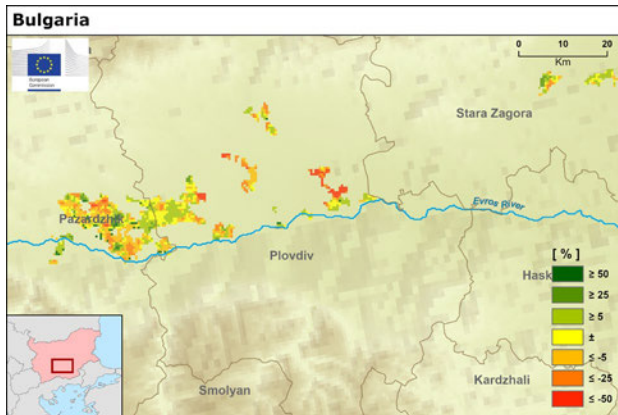 Bulgaria
European
Commission
0 10 20
Km
Stara Zagora
Pazardzhik
Evros River
Plovdiv
[ % ]
Hask
≥ 50
≥ 25
≥ 5
±
≤ -5
≤ -25
≤ -50
Smolyan
Kardzhali